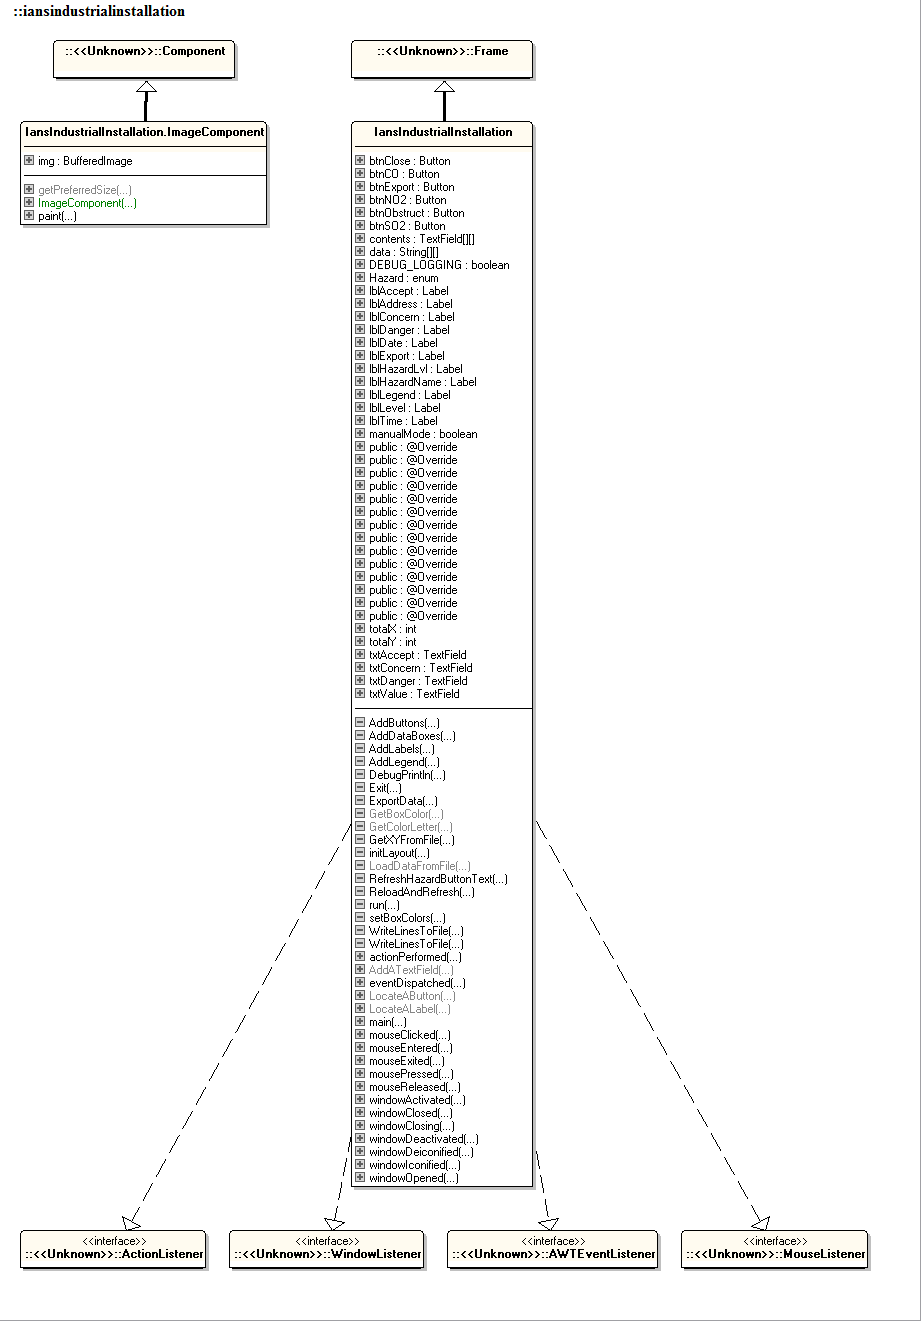 ::iansindustrialinstallation
::<<Unknown>>::Component
::<<Unknown>>::Frame
IansIndustrialInstallation.ImageComponent
img : BufferedImage
getPreferredSize(...)
ImageComponent(...)
paint(...)
IansIndustrialInstallation
btnClose : Button
btnCO : Button
btnExport : Button
btnNO2 : Button
btnObstruct : Button
btnSO2 : Button
contents : TextField[][]
data : String[][]
DEBUG_LOGGING : boolean
Hazard : enum
lblAccept : Label
lblAddress : Label
lblConcern : Label
lblDanger : Label
lblDate : Label
lblExport : Label
lblHazardLvl : Label
lblHazardName : Label
lblLegend : Label
lblLevel : Label
lblTime : Label
manualMode : boolean
public : @Override
public : @Override
public : @Override
public : @Override
public : @Override
public : @Override
public : @Override
public : @Override
public : @Override
public : @Override
public : @Override
public : @Override
public : @Override
public : @Override
totalX : int
totalY : int
txtAccept : TextField
txtConcern : TextField
txtDanger : TextField
txtValue : TextField
AddButtons(...)
AddDataBoxes(...)
AddLabels(...)
AddLegend(...)
DebugPrintln(...)
Exit(...)
ExportData(...)
GetBoxColor(...)
GetColorLetter(...)
GetXYFromFile(...)
initLayout(...)
LoadDataFromFile(...)
RefreshHazardButtonText(...)
ReloadAndRefresh(...)
run(...)
setBoxColors(...)
WriteLinesToFile(...)
WriteLinesToFile(...)
actionPerformed(...)
AddATextField(...)
eventDispatched(...)
LocateAButton(...)
LocateALabel(...)
main(...)
mouseClicked(...)
mouseEntered(...)
mouseExited(...)
mousePressed(...)
mouseReleased(...)
windowActivated(...)
windowClosed(...)
windowClosing(...)
windowDeactivated(...)
windowDeiconified(...)
windowIconified(...)
windowOpened(...)
<<interface>>
::<<Unknown>>::ActionListener
<<interface>>
::<<Unknown>>::WindowListener
<<interface>>
::<<Unknown>>::AWTEventListener
<<interface>>
::<<Unknown>>::MouseListener